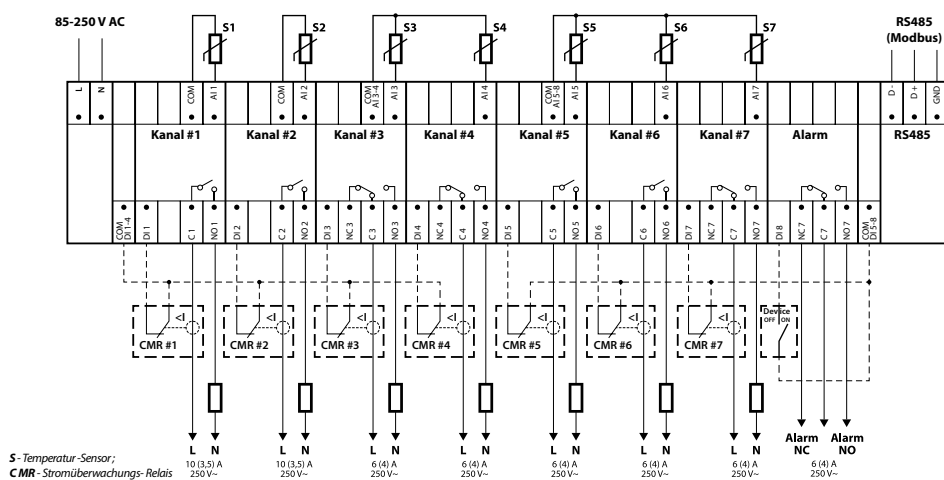 85-250 V AC
S1
S2
S3
S4
S5
S6
S7
RS485
(Modbus)
L
N
COM
AI 1
COM
AI 2
COM
AI 3-4
AI 3
AI 4
COM
AI 5-8
AI 5
AI 6
AI 7
D -
D +
GND
Kanal #1
Kanal #2
Kanal #3
Kanal #4
Kanal #5
Kanal #6
Kanal #7
Alarm
RS485
COM
DI 1-4
DI 1
C 1
NO 1
DI 2
C 2
NO 2
DI 3
NC 3
C 3
NO 3
DI 4
NC 4
C 4
NO 4
DI 5
C 5
NO 5
DI 6
C 6
NO 6
DI 7
NC 7
C 7
NO 7
DI 8
NC 7
C 7
NO 7
COM
DI 5-8
<I
CMR #1
<I
CMR #2
<I
CMR #3
<I
CMR #4
<I
CMR #5
<I
CMR #6
<I
CMR #7
Device
OFF ON
L N
10 (3,5) A
250 V~
L N
10 (3,5) A
250 V~
L N
6 (4) A
250 V~
L N
6 (4) A
250 V~
L N
6 (4) A
250 V~
L N
6 (4) A
250 V~
L N
6 (4) A
250 V~
Alarm
NC
Alarm
NO
6 (4) A
250 V~
S - Temperatur -Sensor ;
C MR - Stromüberwachungs- Relais